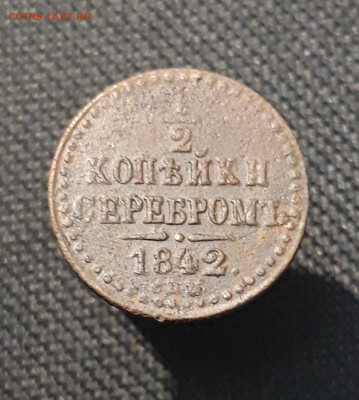 COINS.LAVE.RU
1
2
КОПѢЙКИ
СЕРЕБРОМЪ
1842.